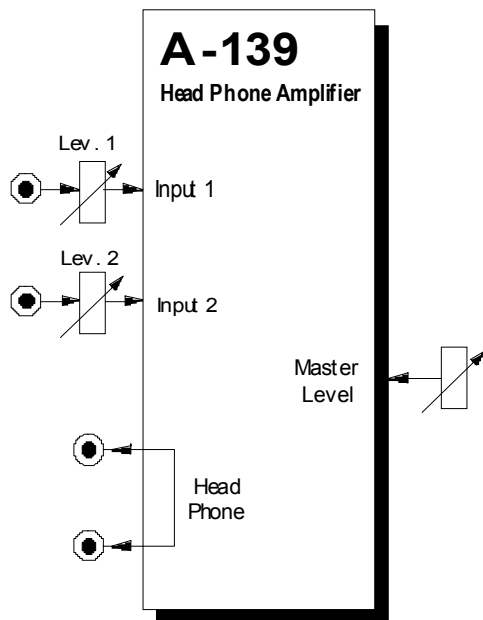 A-139
Head Phone Amplifier
Lev. 1
Input 1
Lev. 2
Input 2
Master
Level
Head
Phone